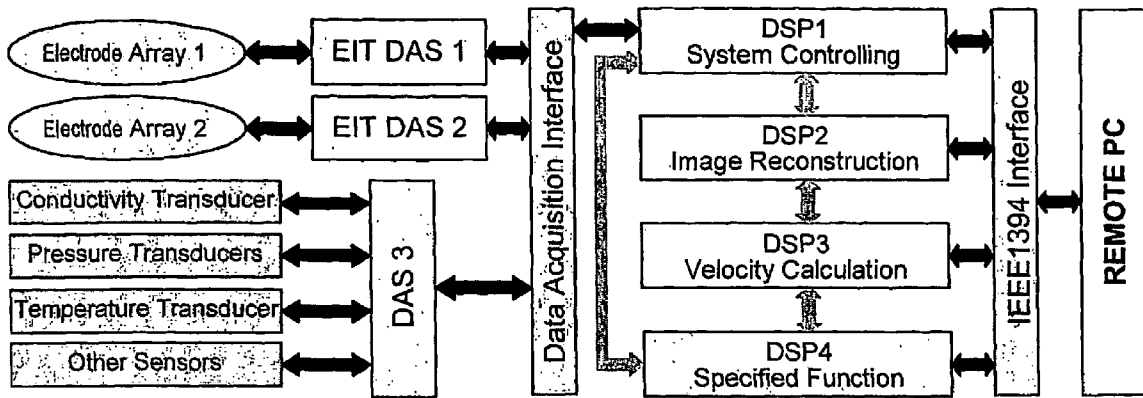 Electrode Array 1
EIT DAS 1
Electrode Array 2
EIT DAS 2
Conductivity Transducer
Pressure Transducers
Temperature Transducer
Other Sensors
DAS 3
Data Acquisition Interface
DSP1
System Controlling
DSP2
Image Reconstruction
DSP3
Velocity Calculation
DSP4
Specified Function
IEEE1394 Interface
REMOTE PC